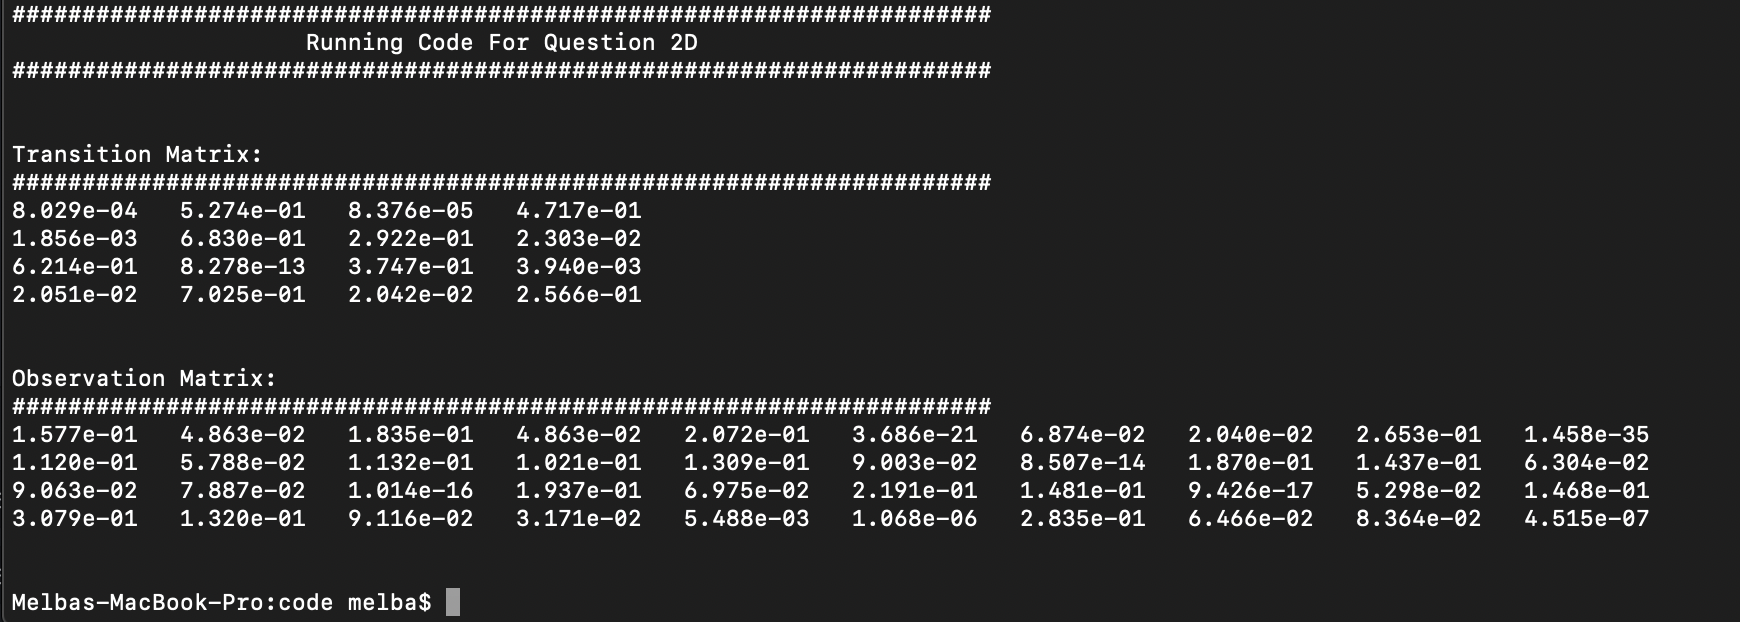 ######################################################################
Running Code For Question 2D
######################################################################
Transition Matrix:
######################################################################
8.029e-04 5.274e-01 8.376e-05 4.717e-01
1.856e-03 6.830e-01 2.922e-01 2.303e-02
6.214e-01 8.278e-13 3.747e-01 3.940e-03
2.051e-02 7.025e-01 2.042e-02 2.566e-01
Observation Matrix:
######################################################################
1.577e-01 4.863e-02 1.835e-01 4.863e-02 2.072e-01 3.686e-21 6.874e-02 2.040e-02 2.653e-01 1.458e-35
1.120e-01 5.788e-02 1.132e-01 1.021e-01 1.309e-01 9.003e-02 8.507e-14 1.870e-01 1.437e-01 6.304e-02
9.063e-02 7.887e-02 1.014e-16 1.937e-01 6.975e-02 2.191e-01 1.481e-01 9.426e-17 5.298e-02 1.468e-01
3.079e-01 1.320e-01 9.116e-02 3.171e-02 5.488e-03 1.068e-06 2.835e-01 6.466e-02 8.364e-02 4.515e-07
Melbas-MacBook-Pro:code melba$